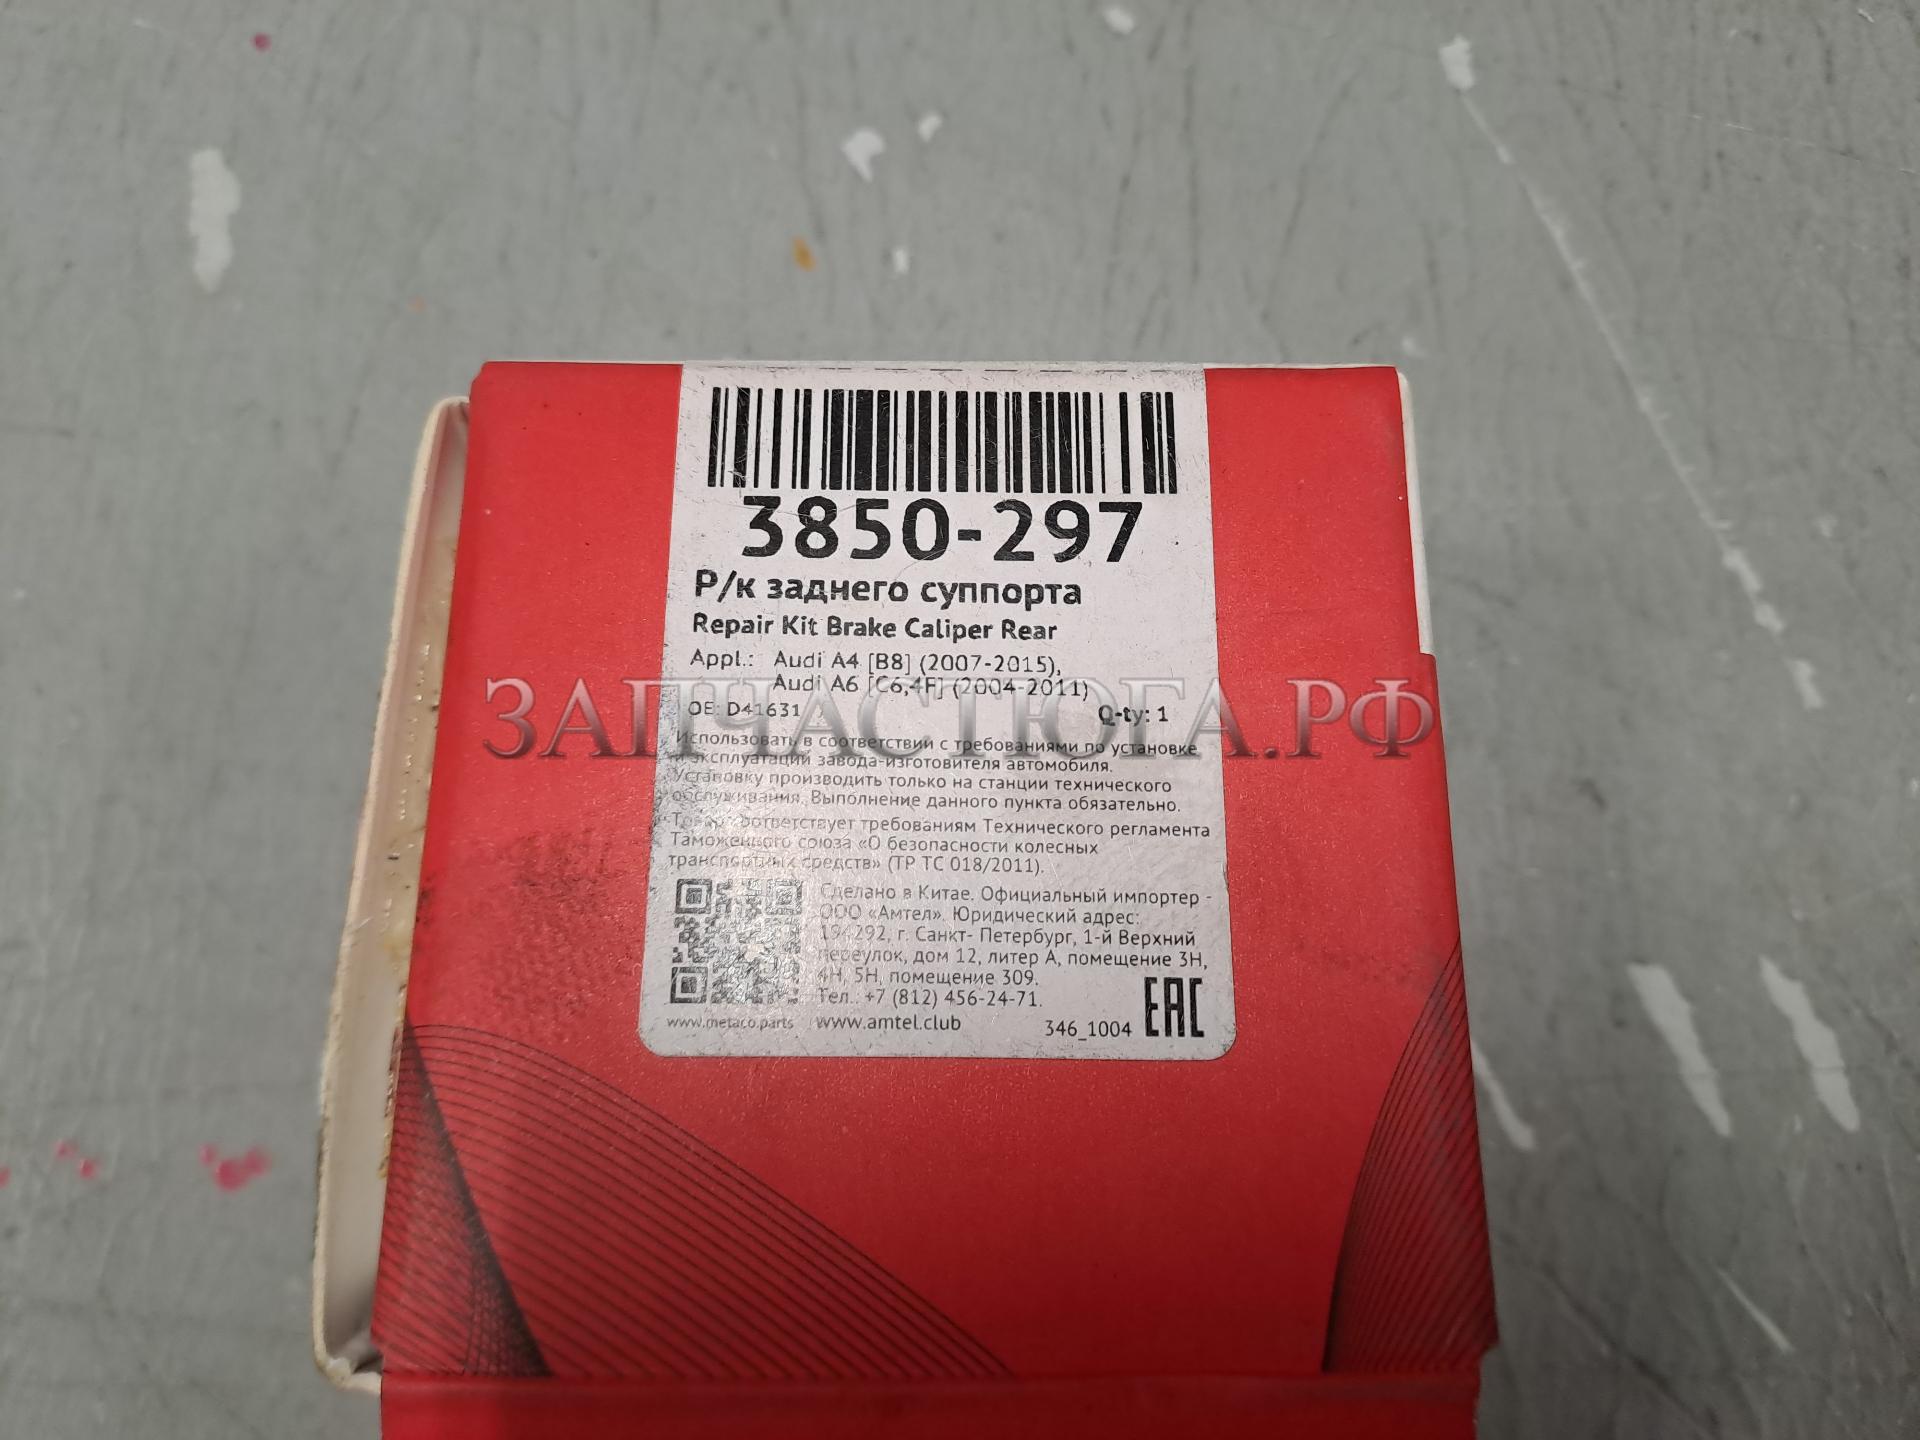 3850-297
Р/к заднего суппорта
Repair Kit Brake Caliper Rear
Appl.: Audi A4 [B8] (2007-2015),
Audi A6 [C6,4F] (2004-2011)
OE: D41631
Q-ty: 1
ЗАПЧАСТЮГА.РФ
Использовать в соответствии с требованиями по установке
и эксплуатации завода-изготовителя автомобиля.
Установку производить только на станции технического
обслуживания. Выполнение данного пункта обязательно.
Товар соответствует требованиям Технического регламента
Таможенного союза «О безопасности колесных
транспортных средств» (ТР ТС 018/2011).
Сделано в Китае. Официальный импортер -
ООО «Амтел». Юридический адрес:
194292, г. Санкт- Петербург, 1-й Верхний
переулок, дом 12, литер А, помещение 3Н,
4Н, 5Н, помещение 309.
Тел.: +7 (812) 456-24-71.
www.metaco.parts www.amtel.club
346_1004
EAC